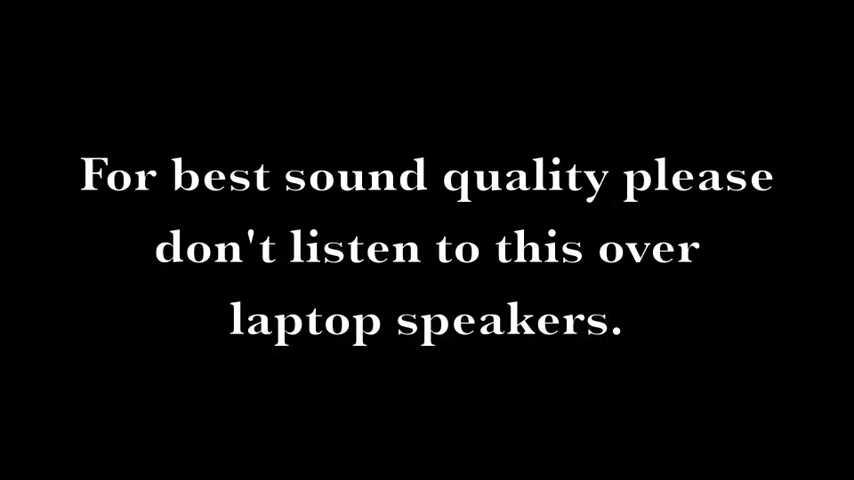 For best sound quality please
don't listen to this over
laptop speakers.